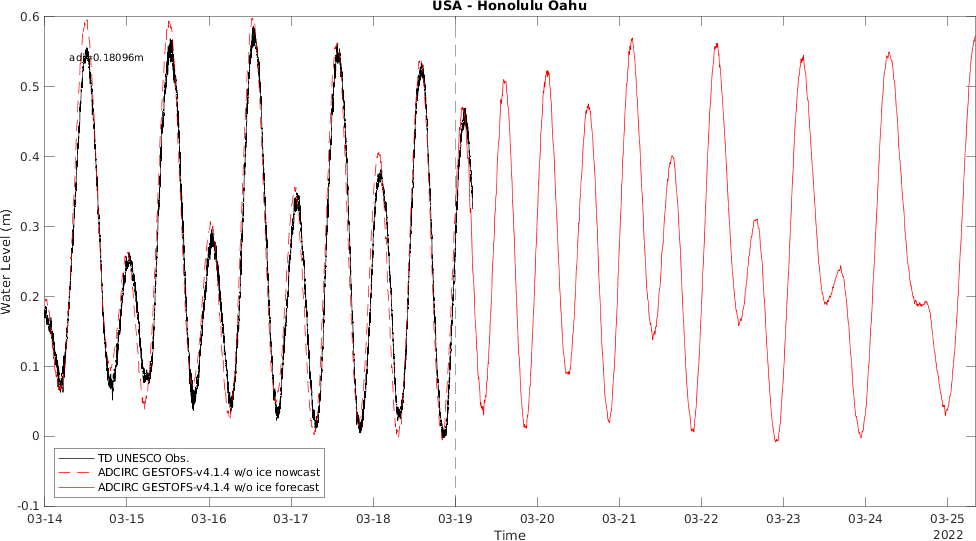 USA - Honolulu Oahu
0.6
adj=0.18096m
0.5
0.4
0.3
0.2
0.1
0
-0.1
Water Level (m)
TD UNESCO Obs.
ADCIRC GESTOFS-v4.1.4 w/o ice nowcast
ADCIRC GESTOFS-v4.1.4 w/o ice forecast
03-14 03-15 03-16 03-17 03-18 03-19 03-20 03-21 03-22 03-23 03-24 03-25
Time
2022